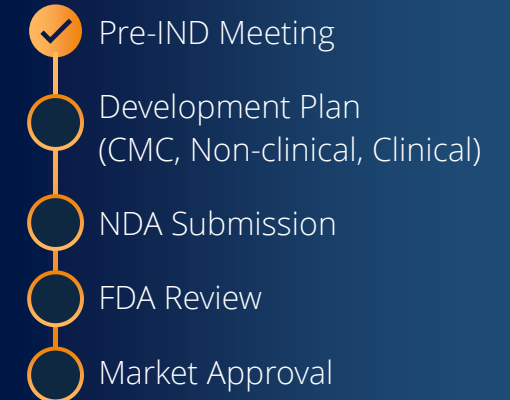 Pre-IND Meeting
Development Plan
(CMC, Non-clinical, Clinical)
NDA Submission
FDA Review
Market Approval